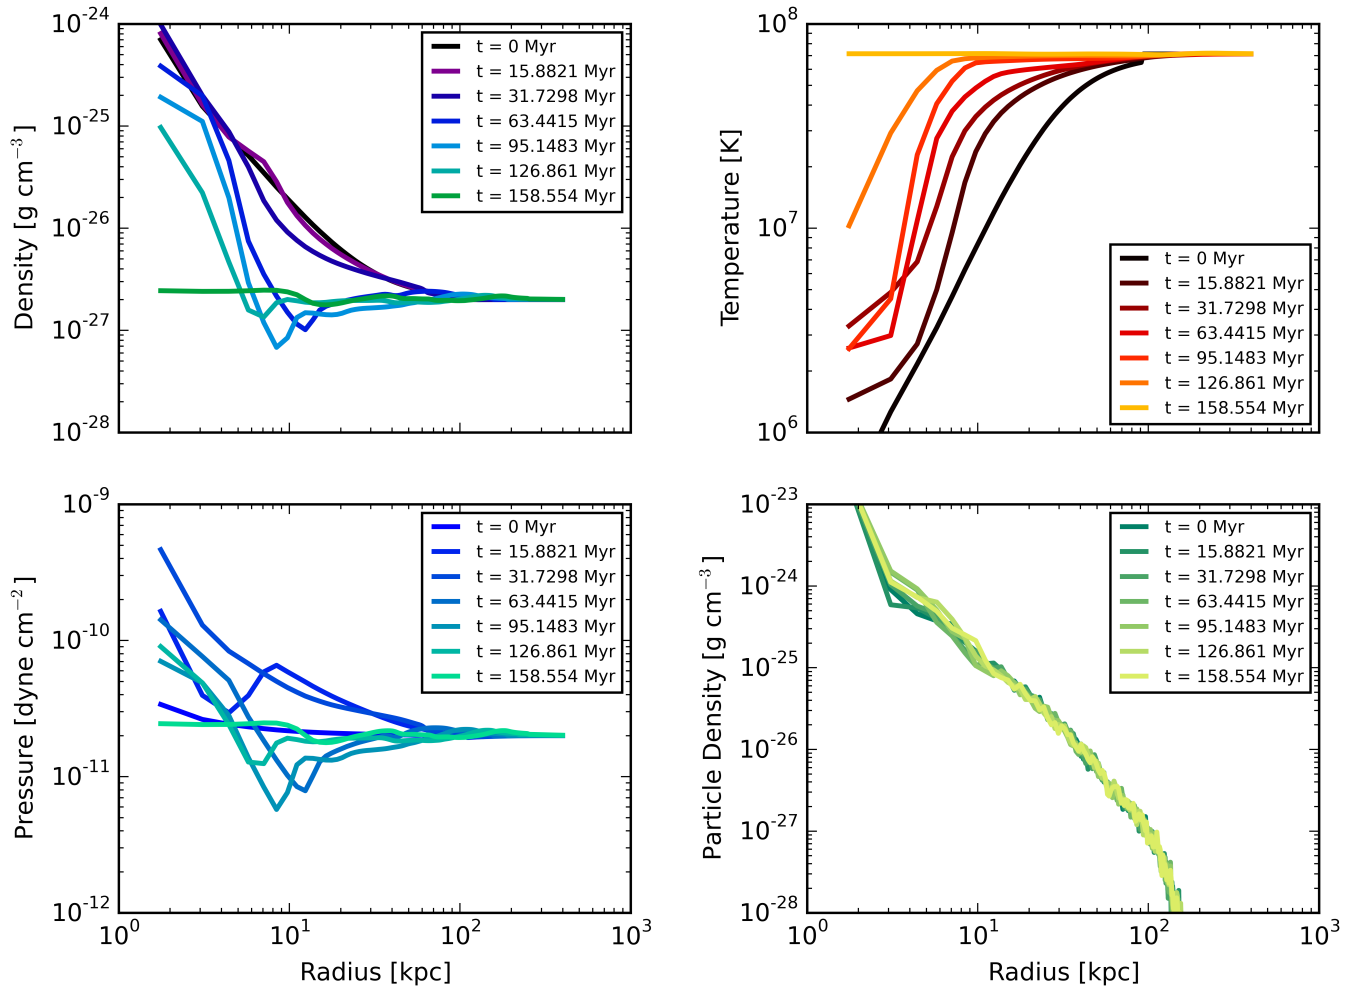 10^{-24}
10^{-25}
10^{-26}
10^{-27}
10^{-28}
Density [g cm^{-3}]
t = 0 Myr
t = 15.8821 Myr
t = 31.7298 Myr
t = 63.4415 Myr
t = 95.1483 Myr
t = 126.861 Myr
t = 158.554 Myr
10^{8}
10^{7}
10^{6}
Temperature [K]
t = 0 Myr
t = 15.8821 Myr
t = 31.7298 Myr
t = 63.4415 Myr
t = 95.1483 Myr
t = 126.861 Myr
t = 158.554 Myr
10^{-9}
10^{-10}
10^{-11}
10^{-12}
Pressure [dyne cm^{-2}]
t = 0 Myr
t = 15.8821 Myr
t = 31.7298 Myr
t = 63.4415 Myr
t = 95.1483 Myr
t = 126.861 Myr
t = 158.554 Myr
10^{0} 10^{1} 10^{2} 10^{3}
Radius [kpc]
10^{-23}
10^{-24}
10^{-25}
10^{-26}
10^{-27}
10^{-28}
Particle Density [g cm^{-3}]
t = 0 Myr
t = 15.8821 Myr
t = 31.7298 Myr
t = 63.4415 Myr
t = 95.1483 Myr
t = 126.861 Myr
t = 158.554 Myr
10^{0} 10^{1} 10^{2} 10^{3}
Radius [kpc]